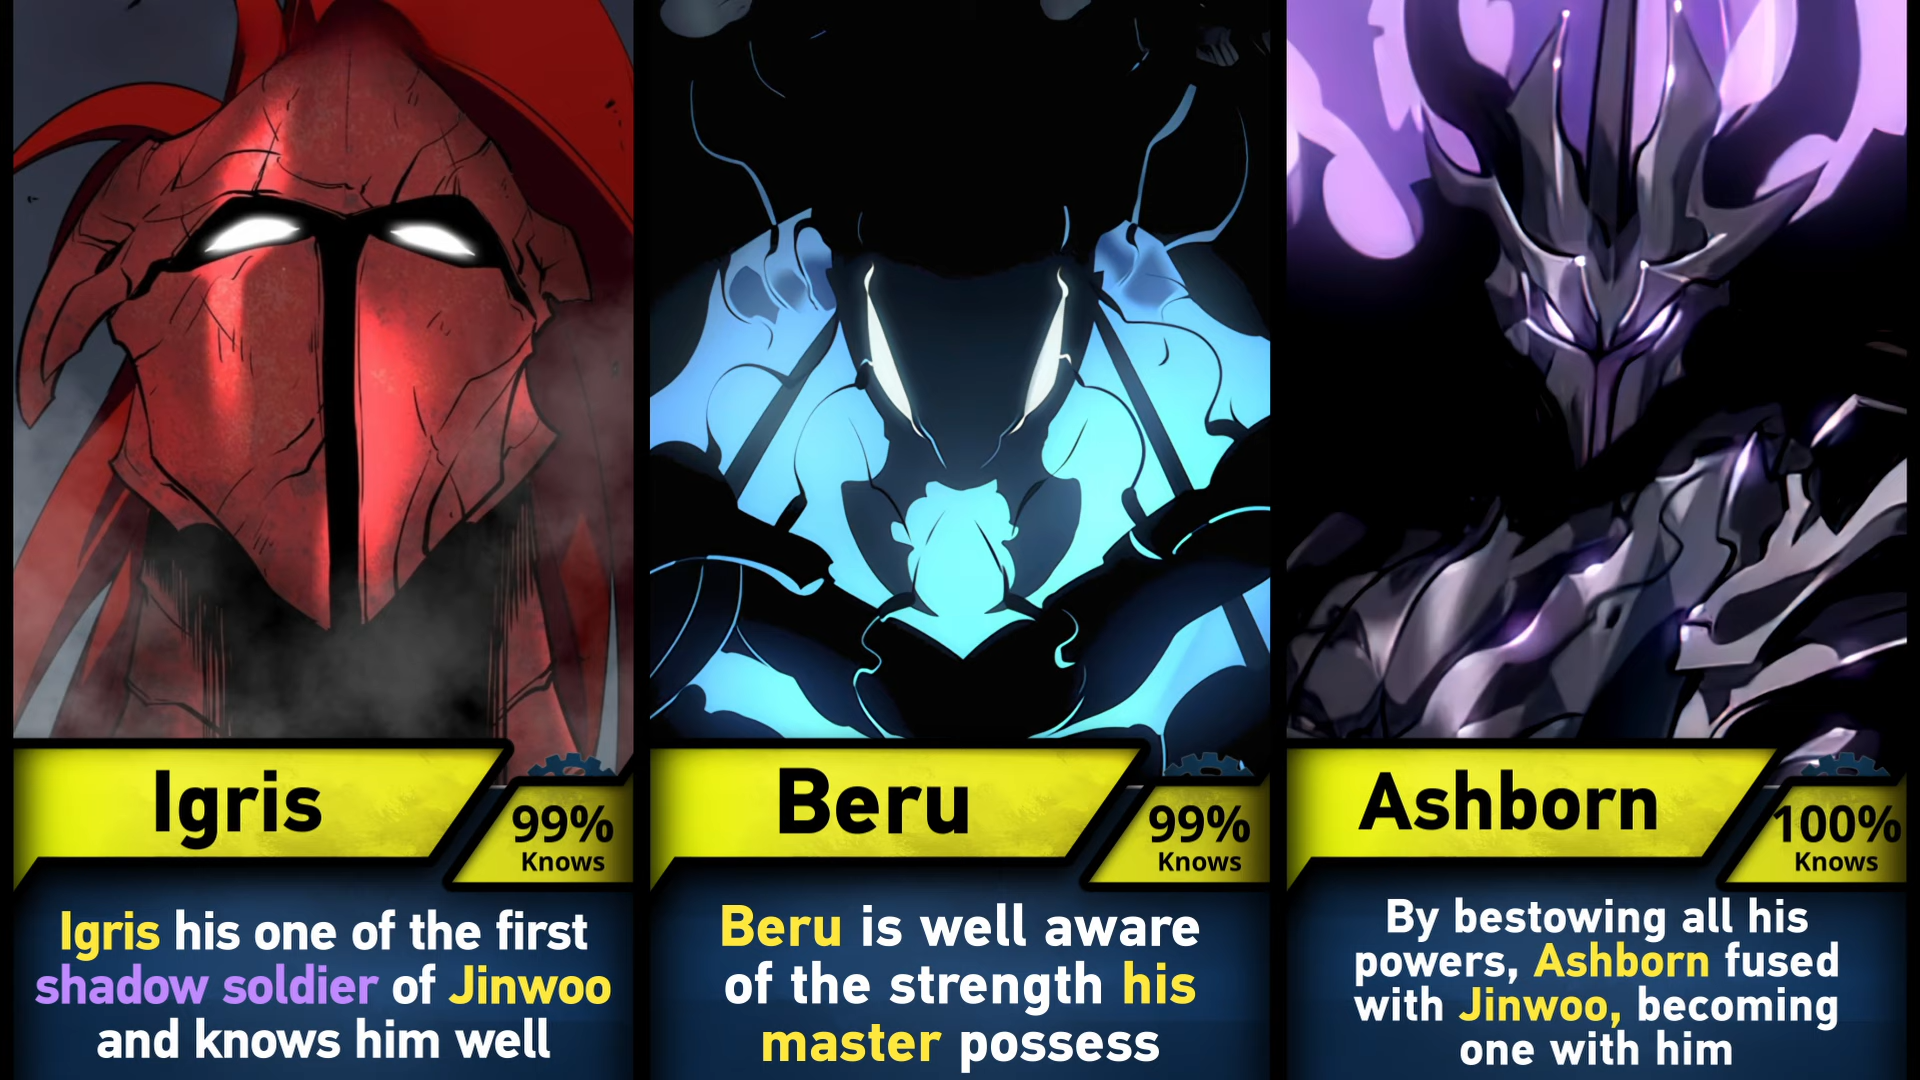 Igris
99%
Knows
Igris his one of the first
shadow soldier of Jinwoo
and knows him well
Beru
99%
Knows
Beru is well aware
of the strength his
master possess
Ashborn
100%
Knows
By bestowing all his
powers, Ashborn fused
with Jinwoo, becoming
one with him